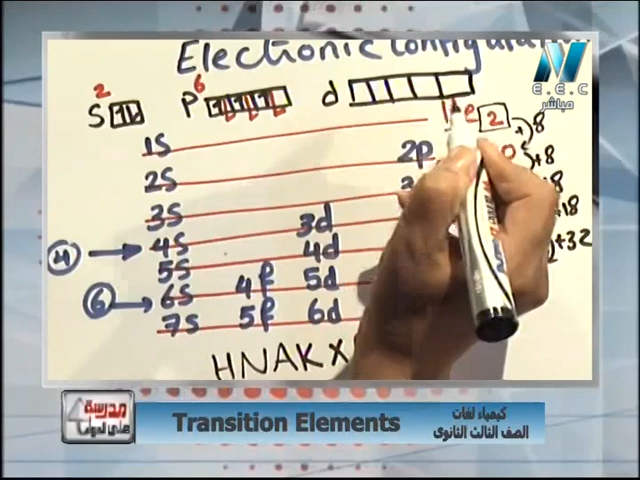 Electronic Configuration
E.E.C
مباشر
S 2 P 6 d
He 2 +8
1S
2S 2p +8
3S 3d +18
4 4S 4d +32
5S 4f 5d
6 6S 5f 6d
7S
HNAKX
مدرسة
على الهواء
Transition Elements
كيمياء لغات
الصف الثالث الثانوى